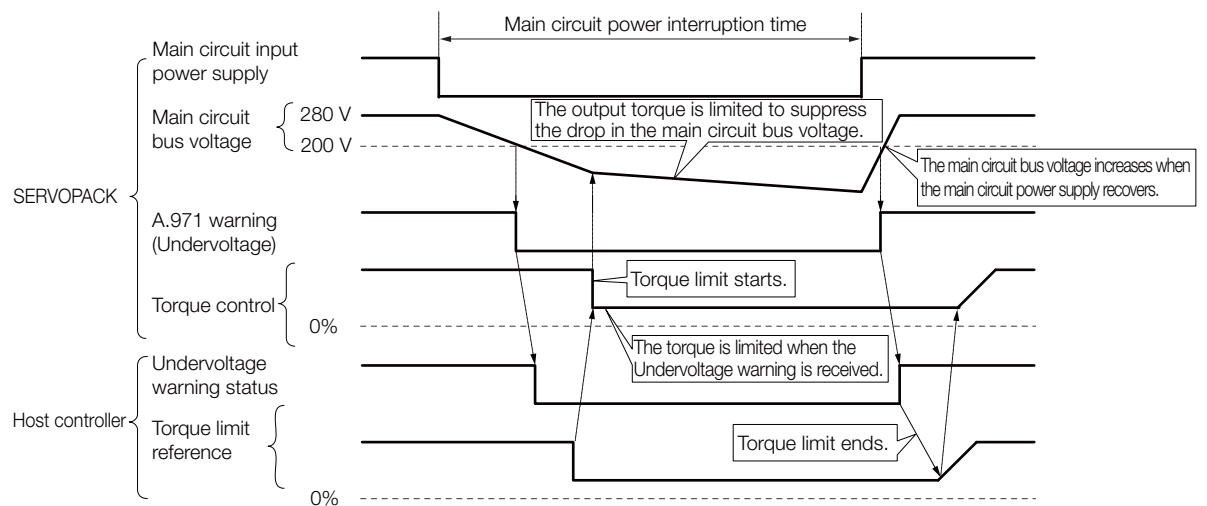 Main circuit power interruption time
Main circuit input
power supply
Main circuit
bus voltage
280 V
200 V
The output torque is limited to suppress
the drop in the main circuit bus voltage.
The main circuit bus voltage increases when
the main circuit power supply recovers.
SERVOPACK
A.971 warning
(Undervoltage)
Torque limit starts.
Torque control
0%
The torque is limited when the
Undervoltage warning is received.
Undervoltage
warning status
Host controller
Torque limit
reference
Torque limit ends.
0%